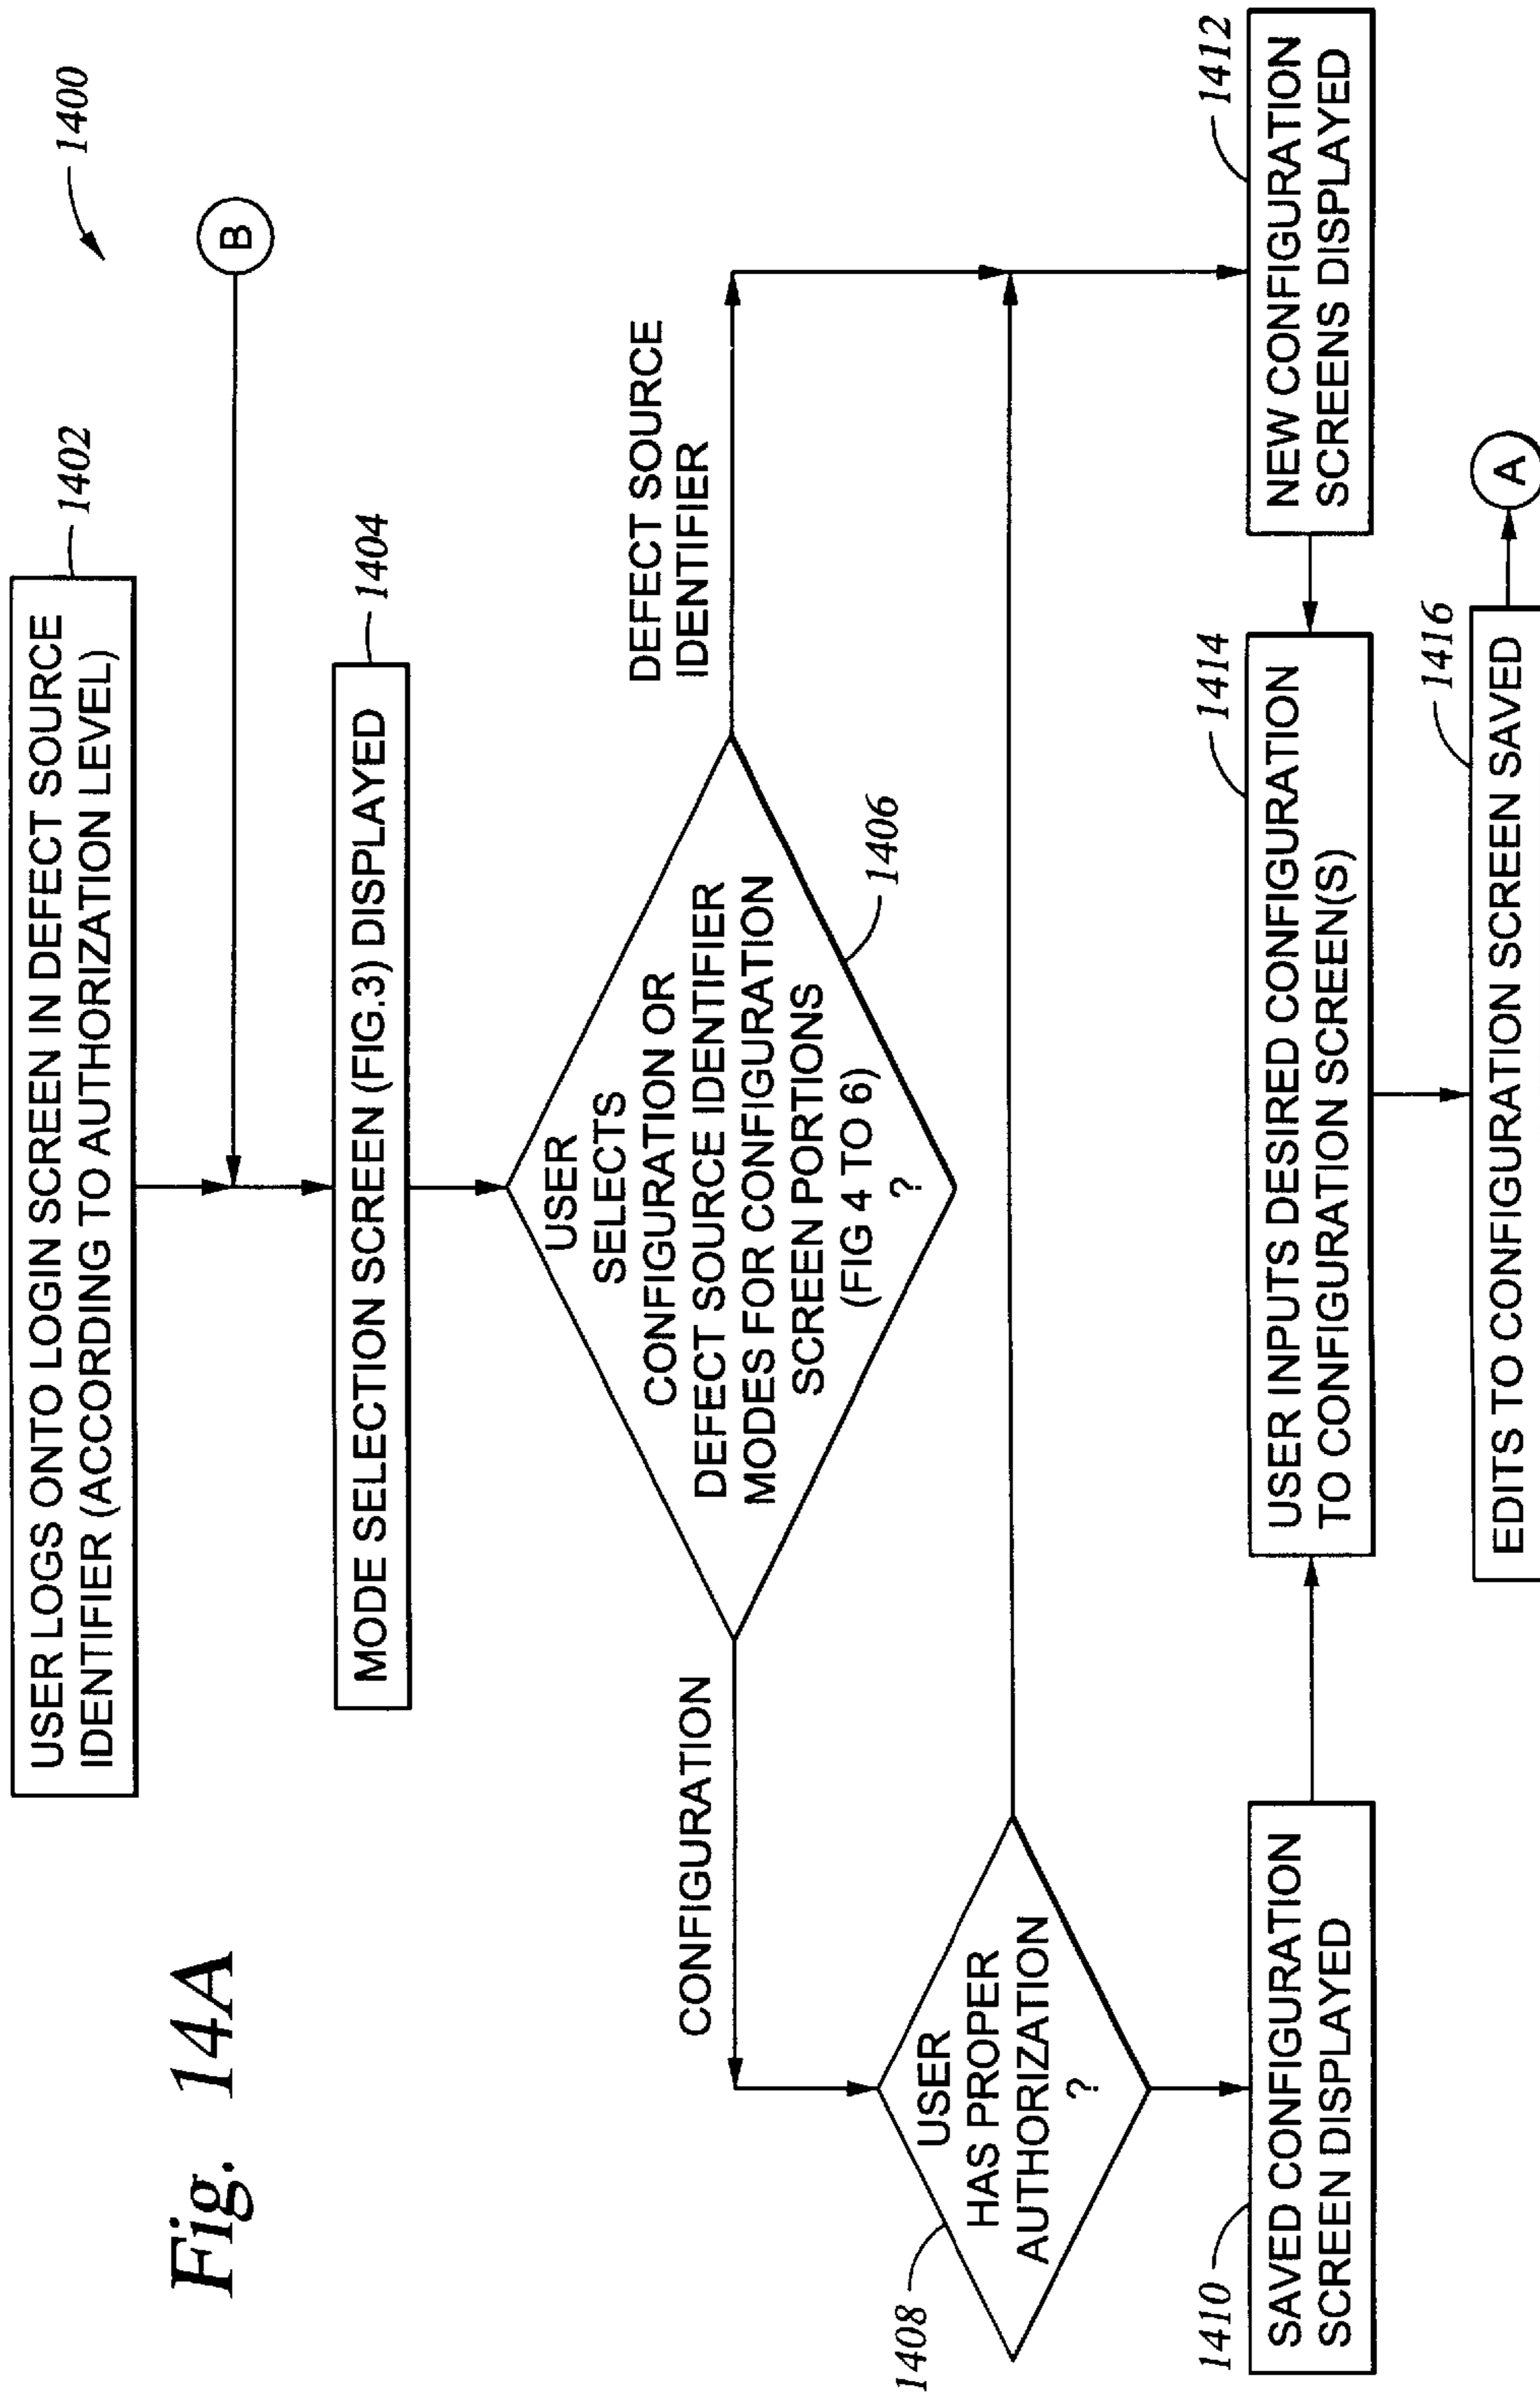 Fig. 14A
1400
USER LOGS ONTO LOGIN SCREEN IN DEFECT SOURCE
IDENTIFIER (ACCORDING TO AUTHORIZATION LEVEL)
1402
B
MODE SELECTION SCREEN (FIG.3) DISPLAYED
1404
USER
SELECTS
CONFIGURATION OR
DEFECT SOURCE IDENTIFIER
MODES FOR CONFIGURATION
SCREEN PORTIONS
(FIG 4 TO 6)
?
1406
CONFIGURATION
DEFECT SOURCE
IDENTIFIER
1408
USER
HAS PROPER
AUTHORIZATION
?
1410
SAVED CONFIGURATION
SCREEN DISPLAYED
1414
USER INPUTS DESIRED CONFIGURATION
TO CONFIGURATION SCREEN(S)
1412
NEW CONFIGURATION
SCREENS DISPLAYED
1416
EDITS TO CONFIGURATION SCREEN SAVED
A